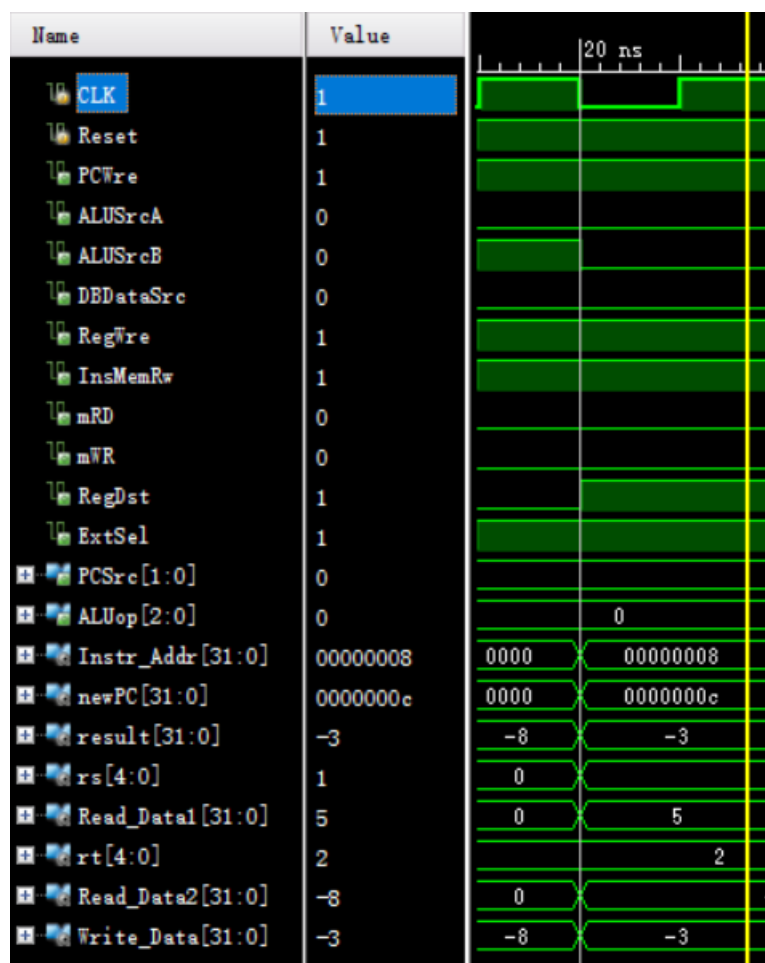 Name Value
20 ns
CLK 1
Reset 1
PCWre 1
ALUSrcA 0
ALUSrcB 0
DBDataSrc 0
RegWre 1
InsMemRw 1
mRD 0
mWR 0
RegDst 1
ExtSel 1
PCSrc[1:0] 0
ALUop[2:0] 0 0
Instr_Addr[31:0] 00000008 0000 00000008
newPC[31:0] 0000000c 0000 0000000c
result[31:0] -3 -8 -3
rs[4:0] 1 0
Read_Data1[31:0] 5 0 5
rt[4:0] 2 2
Read_Data2[31:0] -8 0
Write_Data[31:0] -3 -8 -3